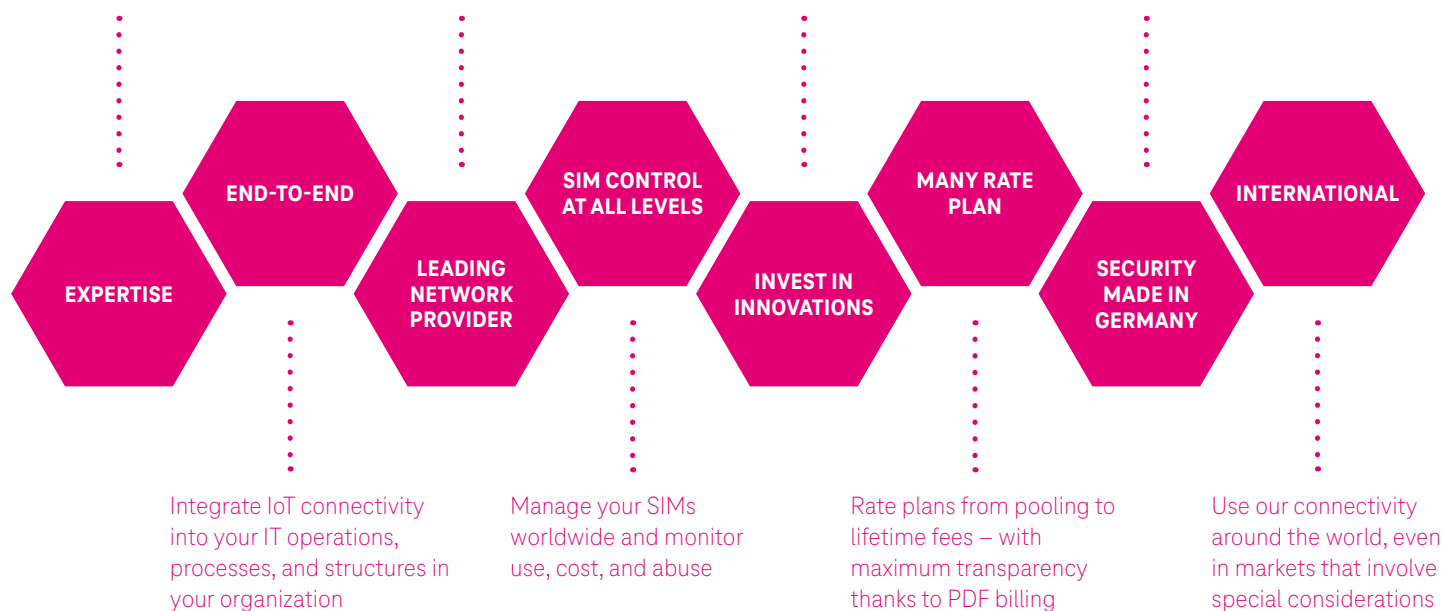 EXPERTISE
END-TO-END
LEADING
NETWORK
PROVIDER
SIM CONTROL
AT ALL LEVELS
INVEST IN
INNOVATIONS
MANY RATE
PLAN
SECURITY
MADE IN
GERMANY
INTERNATIONAL
Integrate IoT connectivity
into your IT operations,
processes, and structures in
your organization
Manage your SIMs
worldwide and monitor
use, cost, and abuse
Rate plans from pooling to
lifetime fees – with
maximum transparency
thanks to PDF billing
Use our connectivity
around the world, even
in markets that involve
special considerations